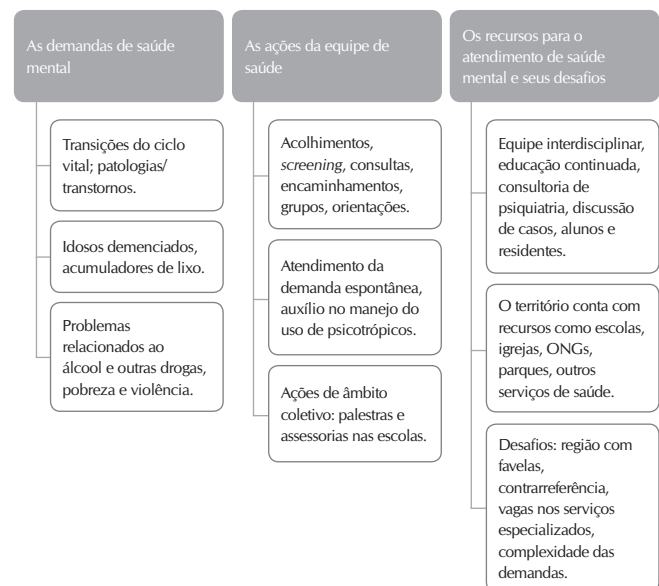 As demandas de saúde
mental
Transições do ciclo
vital; patologias/
transtornos.
Idosos demenciados,
acumuladores de lixo.
Problemas
relacionados ao
álcool e outras drogas,
pobreza e violência.
As ações da equipe de
saúde
Acolhimentos,
screening, consultas,
encaminhamentos,
grupos, orientações.
Atendimento da
demanda espontânea,
auxílio no manejo do
uso de psicotrópicos.
Ações de âmbito
coletivo: palestras e
assessorias nas escolas.
Os recursos para o
atendimento de saúde
mental e seus desafios
Equipe interdisciplinar,
educação continuada,
consultoria de
psiquiatria, discussão
de casos, alunos e
residentes.
O território conta com
recursos como escolas,
igrejas, ONGs,
parques, outros
serviços de saúde.
Desafios: região com
favelas,
contrarreferência,
vagas nos serviços
especializados,
complexidade das
demandas.